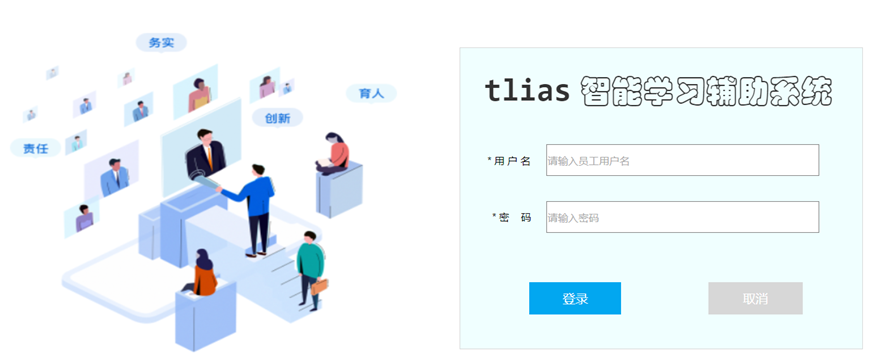 务实
育人
创新
责任
tlias 智能学习辅助系统
* 用 户 名 请输入员工用户名
* 密 码 请输入密码
登录 取消